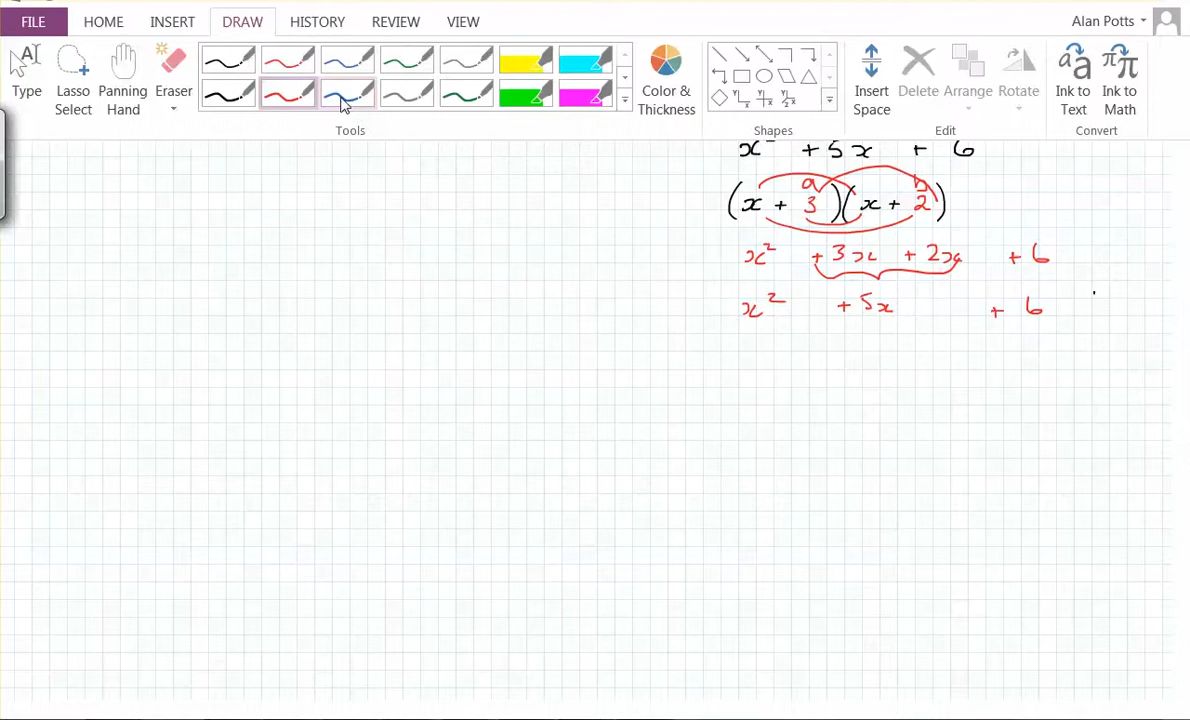 FILE HOME INSERT DRAW HISTORY REVIEW VIEW Alan Potts
Type Lasso Select Panning Hand Eraser Color & Thickness Insert Space Delete Arrange Rotate Ink to Text Ink to Math
Tools Shapes Edit Convert
x² + 5x + 6
a b
(x + 3)(x + 2)
x² + 3x + 2x + 6
x² + 5x + 6